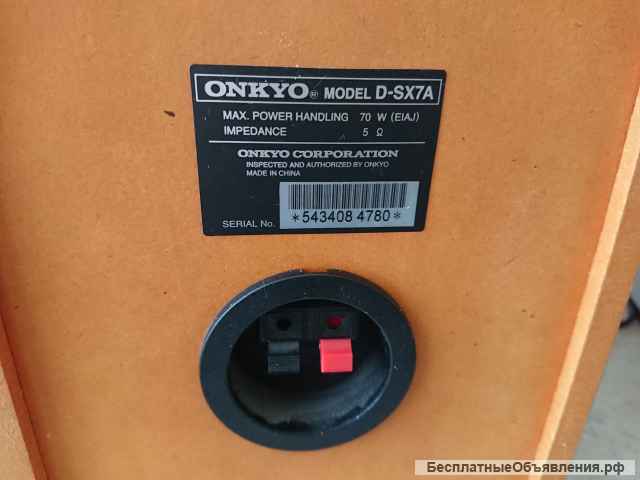 ONKYO® MODEL D-SX7A
MAX. POWER HANDLING 70 W (EIAJ)
IMPEDANCE 5 Ω
ONKYO CORPORATION
INSPECTED AND AUTHORIZED BY ONKYO
MADE IN CHINA
SERIAL No. *543408 4780*
БесплатныеОбъявления.рф